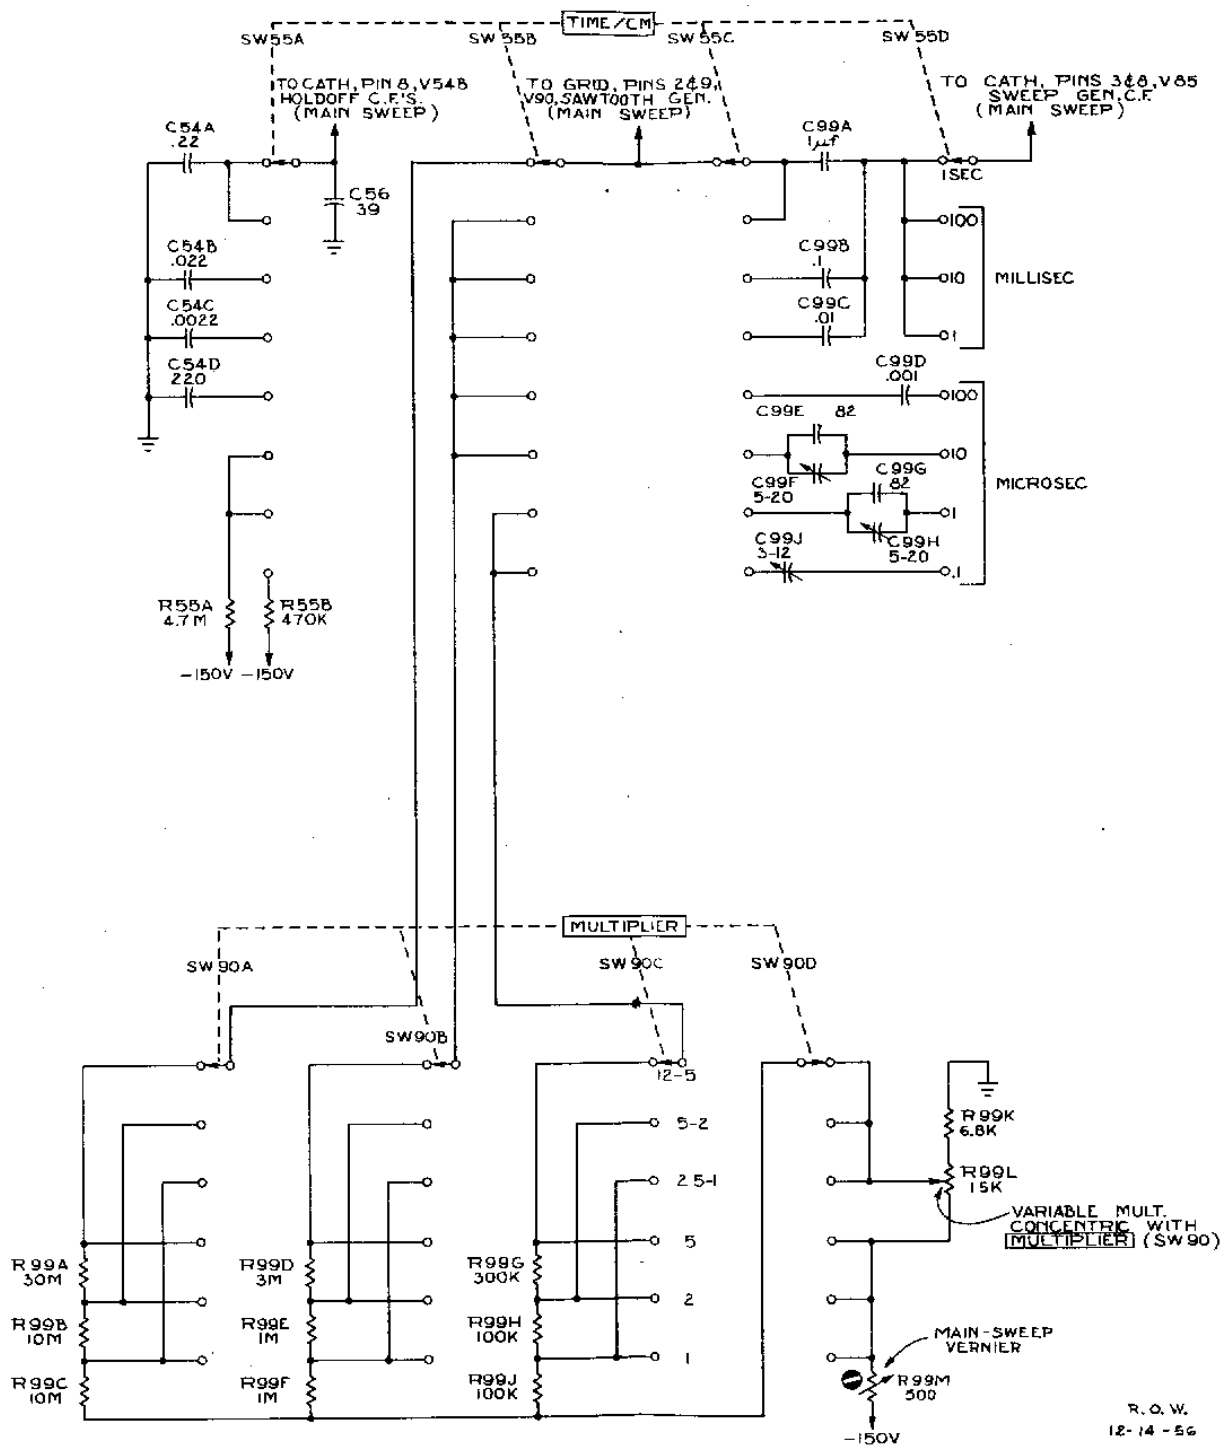 TIME/CM
SW55A
SW55B
SW55C
SW55D
TO CATH, PIN 8, V54B
HOLDOFF C.F.'S.
(MAIN SWEEP)
TO GRID, PINS 2&9,
V90, SAWTOOTH GEN.
(MAIN SWEEP)
TO CATH, PINS 3&8, V85
SWEEP GEN, C.F.
(MAIN SWEEP)
C54A
.22
C56
39
C99A
1μf
1SEC
100
C54B
.022
C99B
.1
10
MILLISEC
C54C
.0022
C99C
.01
1
C54D
220
C99D
.001
100
C99E 82
10
C99F
5-20
C99G
82
MICROSEC
1
C99J
3-12
C99H
5-20
.1
R55A
4.7M
R55B
470K
-150V
-150V
MULTIPLIER
SW90A
SW90B
SW90C
SW90D
12-5
5-2
2 5-1
5
2
1
R99K
6.8K
R99L
15K
VARIABLE MULT.
CONCENTRIC WITH
MULTIPLIER (SW90)
R99A
30M
R99D
3M
R99G
300K
R99B
10M
R99E
1M
R99H
100K
MAIN-SWEEP
VERNIER
R99C
10M
R99F
1M
R99J
100K
R99M
500
-150V
R.O.W.
12-14-56